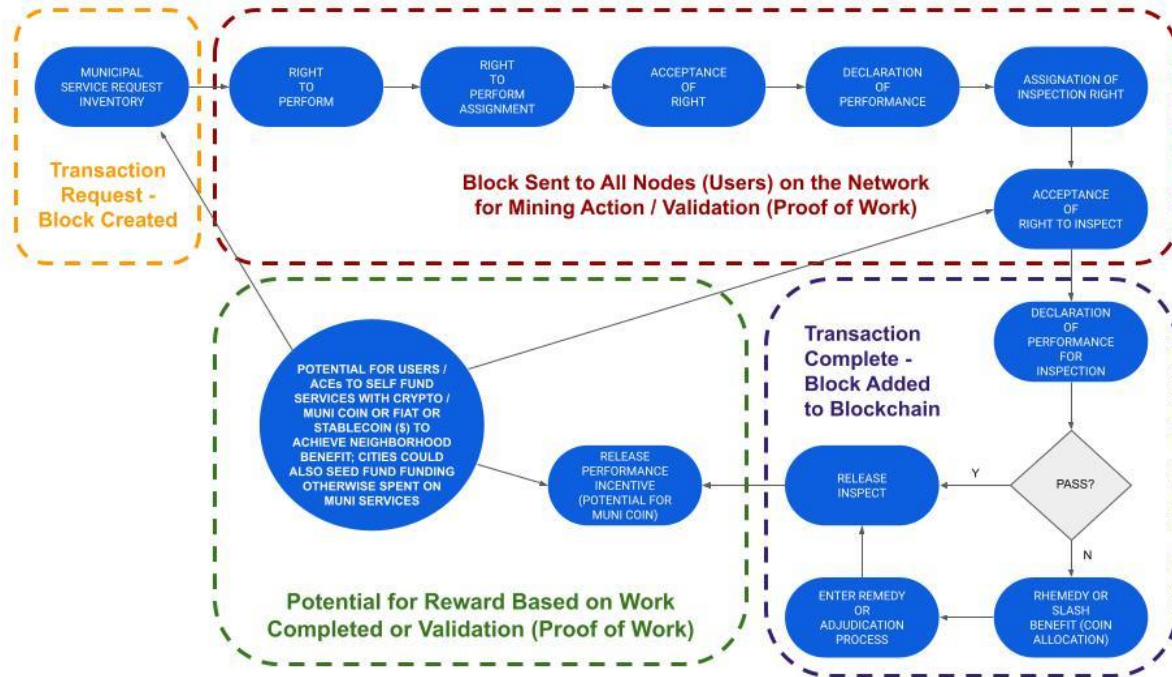 MUNICIPAL
SERVICE REQUEST
INVENTORY
RIGHT
TO
PERFORM
RIGHT
TO
PERFORM
ASSIGNMENT
ACCEPTANCE
OF
RIGHT
DECLARATION
OF
PERFORMANCE
ASSIGNATION OF
INSPECTION RIGHT
Transaction
Request -
Block Created
Block Sent to All Nodes (Users) on the Network
for Mining Action / Validation (Proof of Work)
ACCEPTANCE
OF
RIGHT TO INSPECT
POTENTIAL FOR USERS /
ACEs TO SELF FUND
SERVICES WITH CRYPTO /
MUNI COIN OR FIAT OR
STABLECOIN ($) TO
ACHIEVE NEIGHBORHOOD
BENEFIT; CITIES COULD
ALSO SEED FUND FUNDING
OTHERWISE SPENT ON
MUNI SERVICES
RELEASE
PERFORMANCE
INCENTIVE
(POTENTIAL FOR
MUNI COIN)
Potential for Reward Based on Work
Completed or Validation (Proof of Work)
Transaction
Complete -
Block Added
to Blockchain
DECLARATION
OF
PERFORMANCE
FOR
INSPECTION
RELEASE
INSPECT
Y
PASS?
N
ENTER REMEDY
OR
ADJUDICATION
PROCESS
RHEMEDY OR
SLASH
BENEFIT (COIN
ALLOCATION)